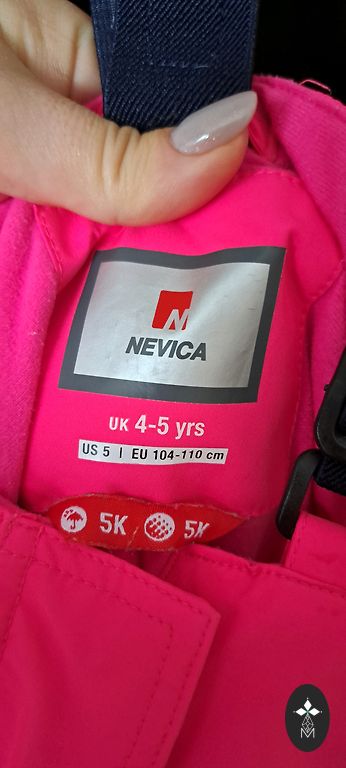 N
NEVICA
UK 4-5 yrs
US 5 | EU 104-110 cm
5K 5K
M